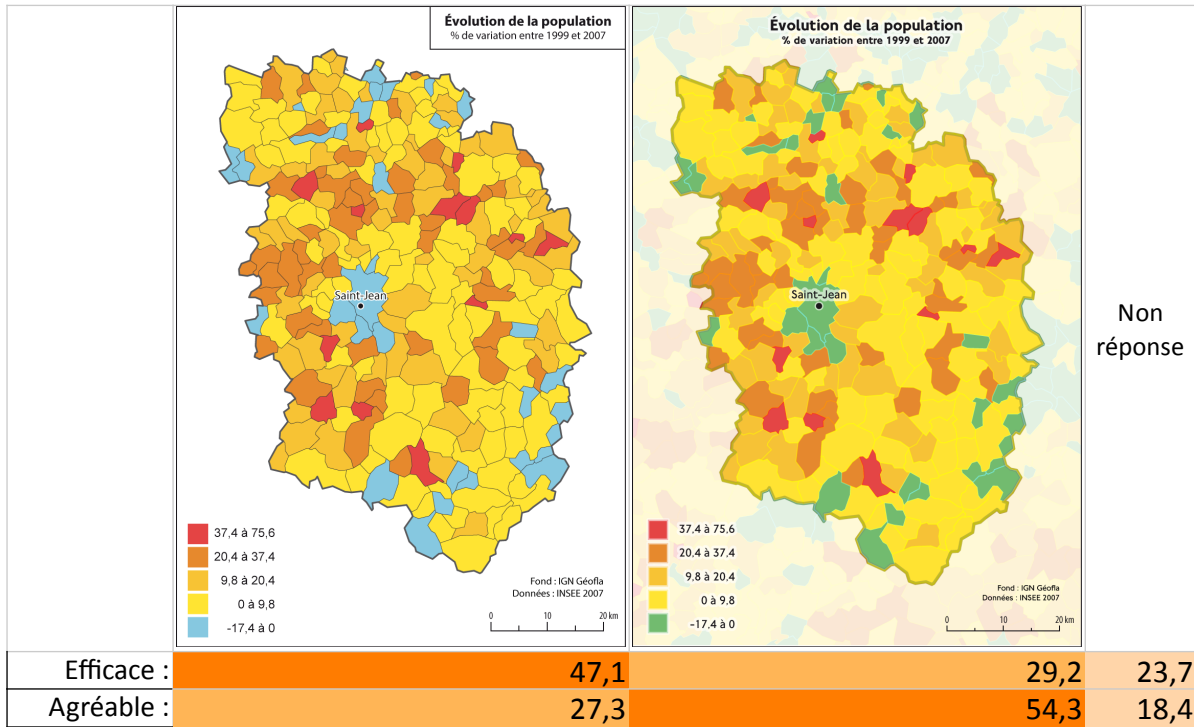 Évolution de la population
% de variation entre 1999 et 2007
Saint-Jean
37,4 à 75,6
20,4 à 37,4
9,8 à 20,4
0 à 9,8
-17,4 à 0
Fond : IGN Géofla
Données : INSEE 2007
0 10 20 km
Évolution de la population
% de variation entre 1999 et 2007
Saint-Jean
37,4 à 75,6
20,4 à 37,4
9,8 à 20,4
0 à 9,8
-17,4 à 0
Fond : IGN Géofla
Données : INSEE 2007
0 10 20 km
Non
réponse
Efficace : 47,1 29,2 23,7
Agréable : 27,3 54,3 18,4